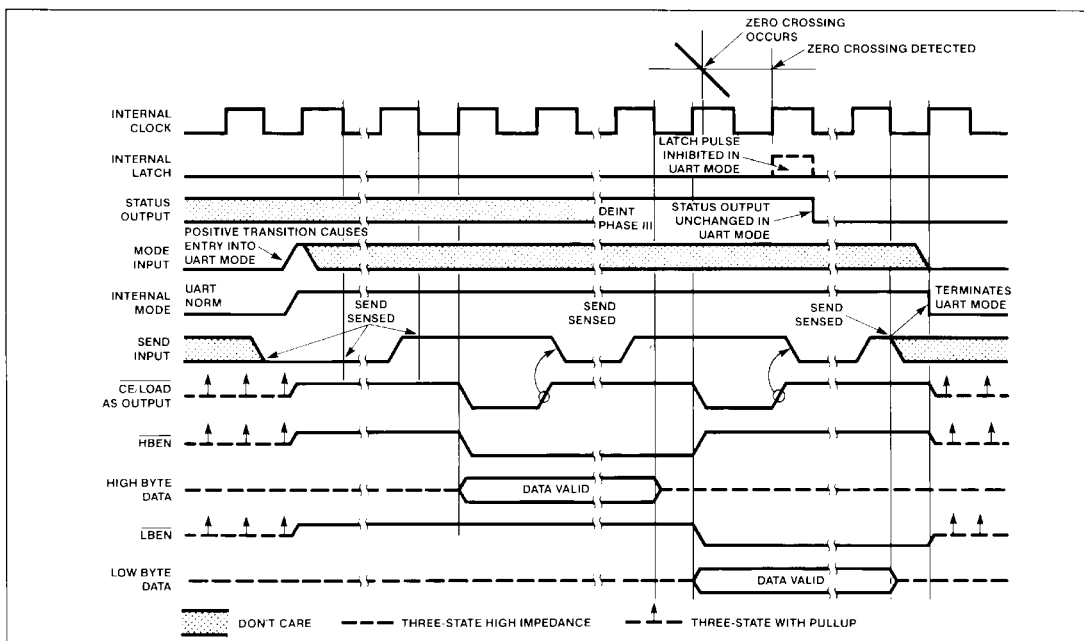 ZERO CROSSING
OCCURS
ZERO CROSSING DETECTED
INTERNAL
CLOCK
INTERNAL
LATCH
LATCH PULSE
INHIBITED IN
UART MODE
STATUS
OUTPUT
DEINT
PHASE III
STATUS OUTPUT
UNCHANGED IN
UART MODE
POSITIVE TRANSITION CAUSES
ENTRY INTO
UART MODE
MODE
INPUT
INTERNAL
MODE
UART
NORM
SEND
SENSED
SEND
SENSED
SEND
SENSED
TERMINATES
UART MODE
SEND
INPUT
CE/LOAD
AS OUTPUT
HBEN
HIGH BYTE
DATA
DATA VALID
LBEN
LOW BYTE
DATA
DATA VALID
DON'T CARE
THREE-STATE HIGH IMPEDANCE
THREE-STATE WITH PULLUP